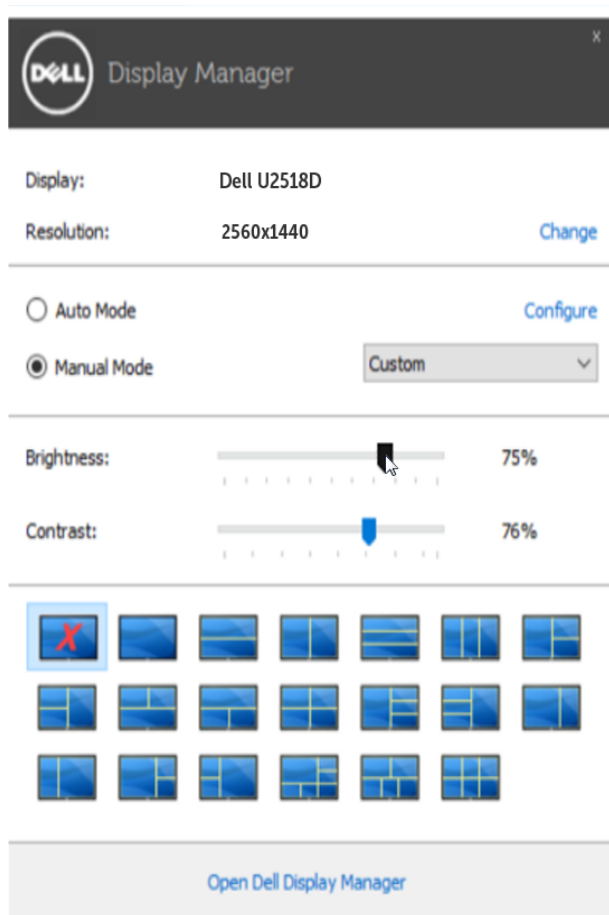 DELL Display Manager x
Display: Dell U2518D
Resolution: 2560x1440 Change
Auto Mode Configure
Manual Mode Custom
Brightness: 75%
Contrast: 76%
Open Dell Display Manager